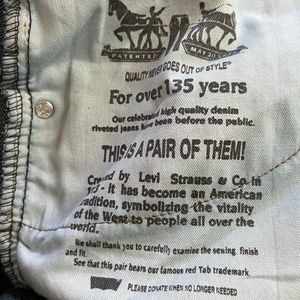 PATENTED MAY 20
QUALITY NEVER GOES OUT OF STYLE®
For over 135 years
Our celebrated high quality denim
riveted jeans have been before the public.
THIS IS A PAIR OF THEM!
Created by Levi Strauss & Co in
- it has become an American
tradition, symbolizing the vitality
of the West to people all over the
world.
We shall thank you to carefully examine the sewing, finish
and fit.
See that this pair bears our famous red Tab trademark.
PLEASE DONATE WHEN NO LONGER NEEDED